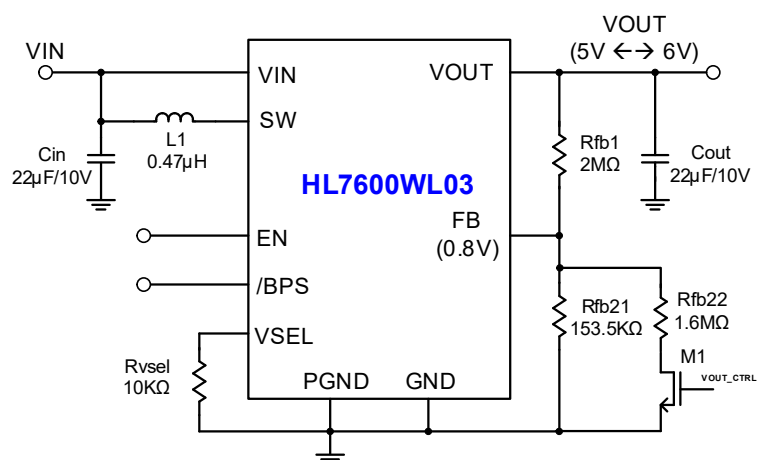 VOUT
(5V ←→ 6V)
VIN
VIN
VOUT
SW
L1
0.47µH
Cin
22µF/10V
Rfb1
2MΩ
Cout
22µF/10V
HL7600WL03
FB
(0.8V)
EN
/BPS
VSEL
Rfb21
153.5KΩ
Rfb22
1.6MΩ
M1
VOUT_CTRL
Rvsel
10KΩ
PGND
GND